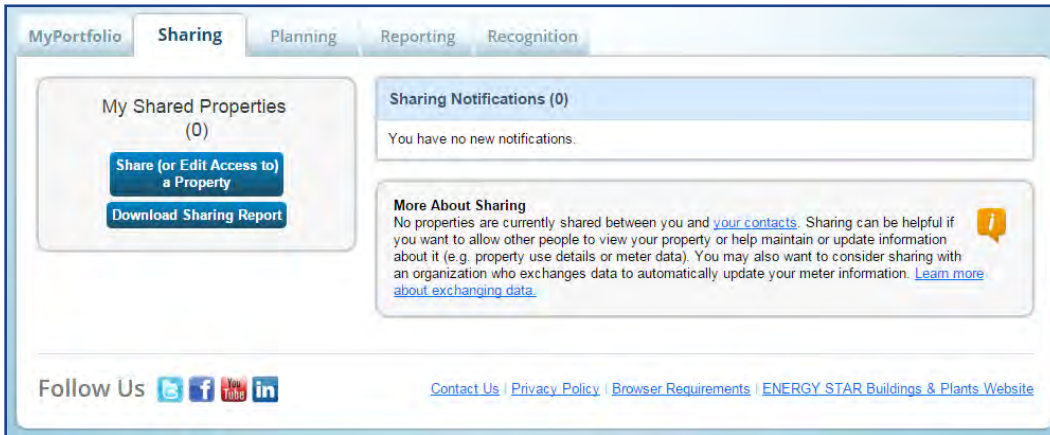 MyPortfolio Sharing Planning Reporting Recognition
My Shared Properties
(0)
Share (or Edit Access to)
a Property
Download Sharing Report
Sharing Notifications (0)
You have no new notifications.
More About Sharing
No properties are currently shared between you and your contacts. Sharing can be helpful if
you want to allow other people to view your property or help maintain or update information
about it (e.g. property use details or meter data). You may also want to consider sharing with
an organization who exchanges data to automatically update your meter information. Learn more
about exchanging data.
i
Follow Us t f You Tube in
Contact Us | Privacy Policy | Browser Requirements | ENERGY STAR Buildings & Plants Website